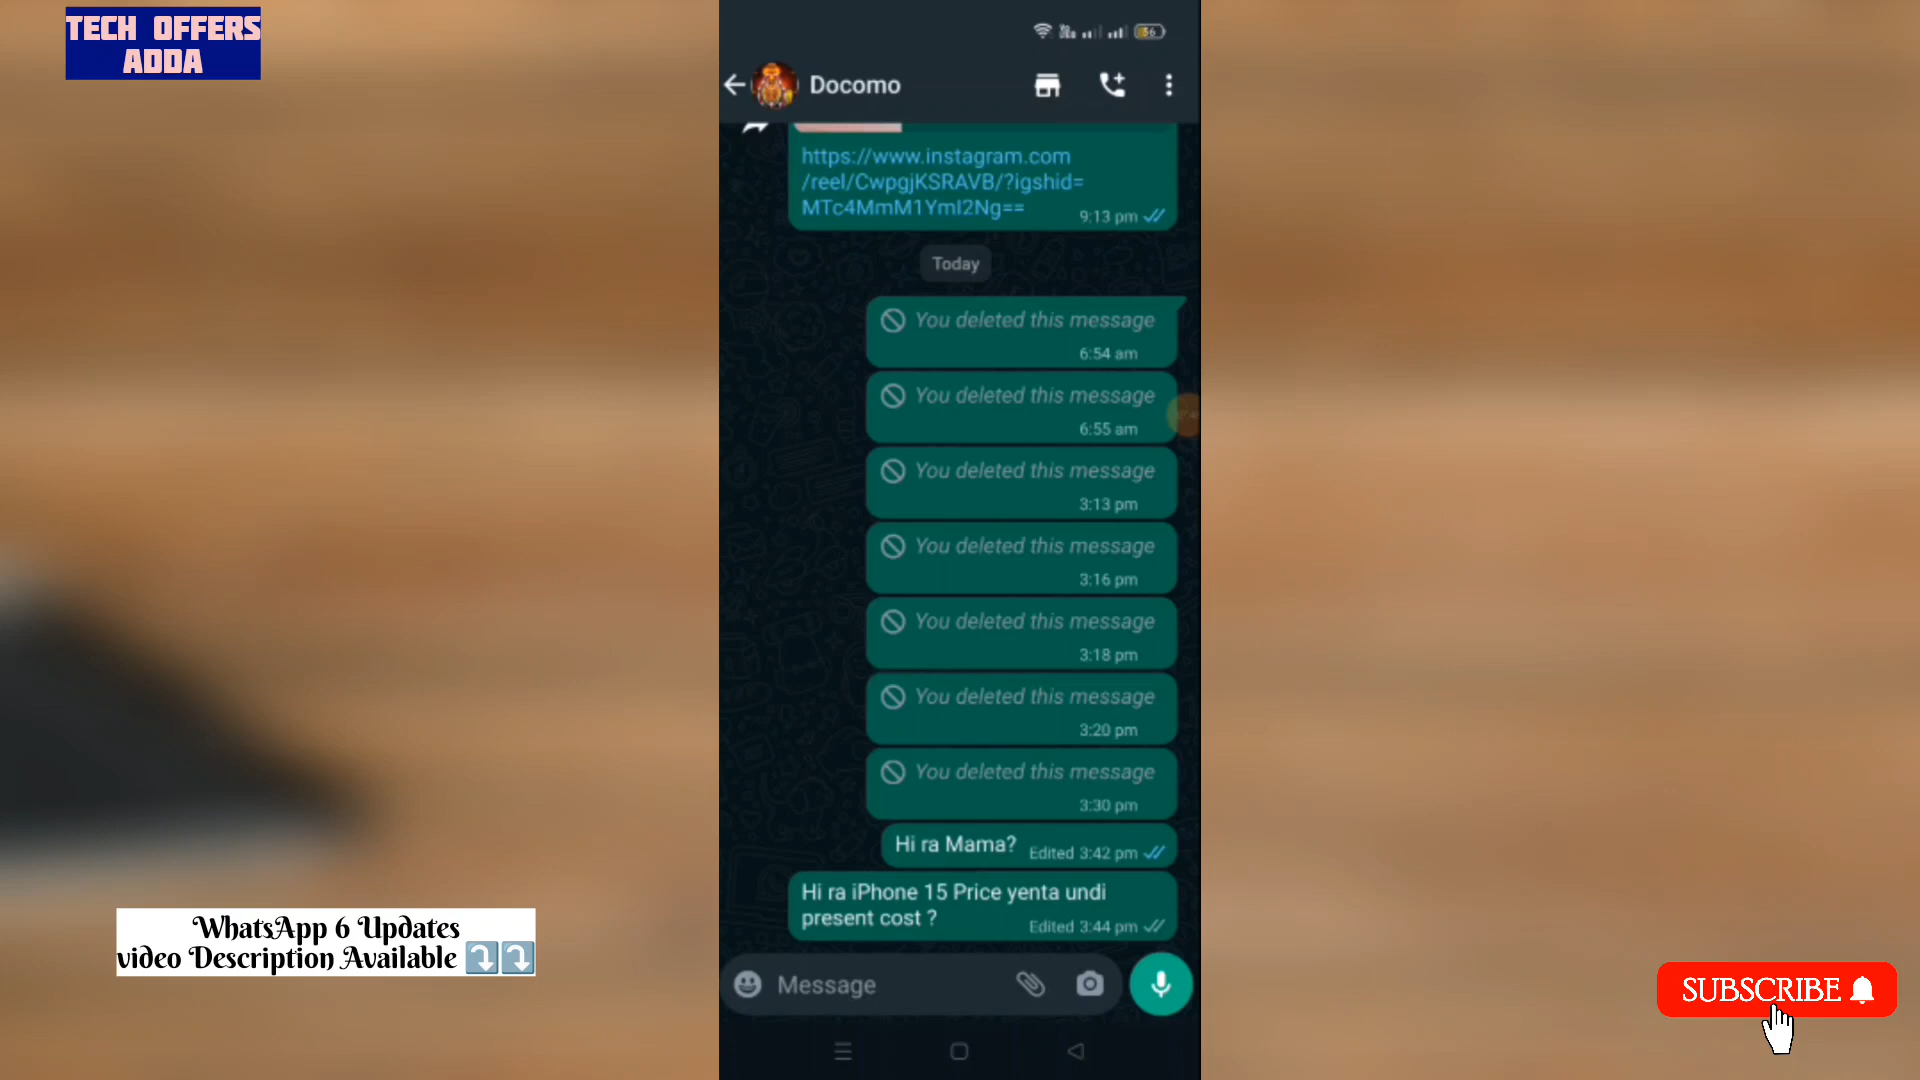 TECH OFFERS
ADDA
56
Docomo
https://www.instagram.com
/reel/CwpgjKSRAVB/?igshid=
MTc4MmM1YmI2Ng==
9:13 pm
Today
You deleted this message
6:54 am
You deleted this message
6:55 am
You deleted this message
3:13 pm
You deleted this message
3:16 pm
You deleted this message
3:18 pm
You deleted this message
3:20 pm
You deleted this message
3:30 pm
Hi ra Mama?
Edited 3:42 pm
Hi ra iPhone 15 Price yenta undi
present cost ?
Edited 3:44 pm
Message
WhatsApp 6 Updates
video Description Available
SUBSCRIBE